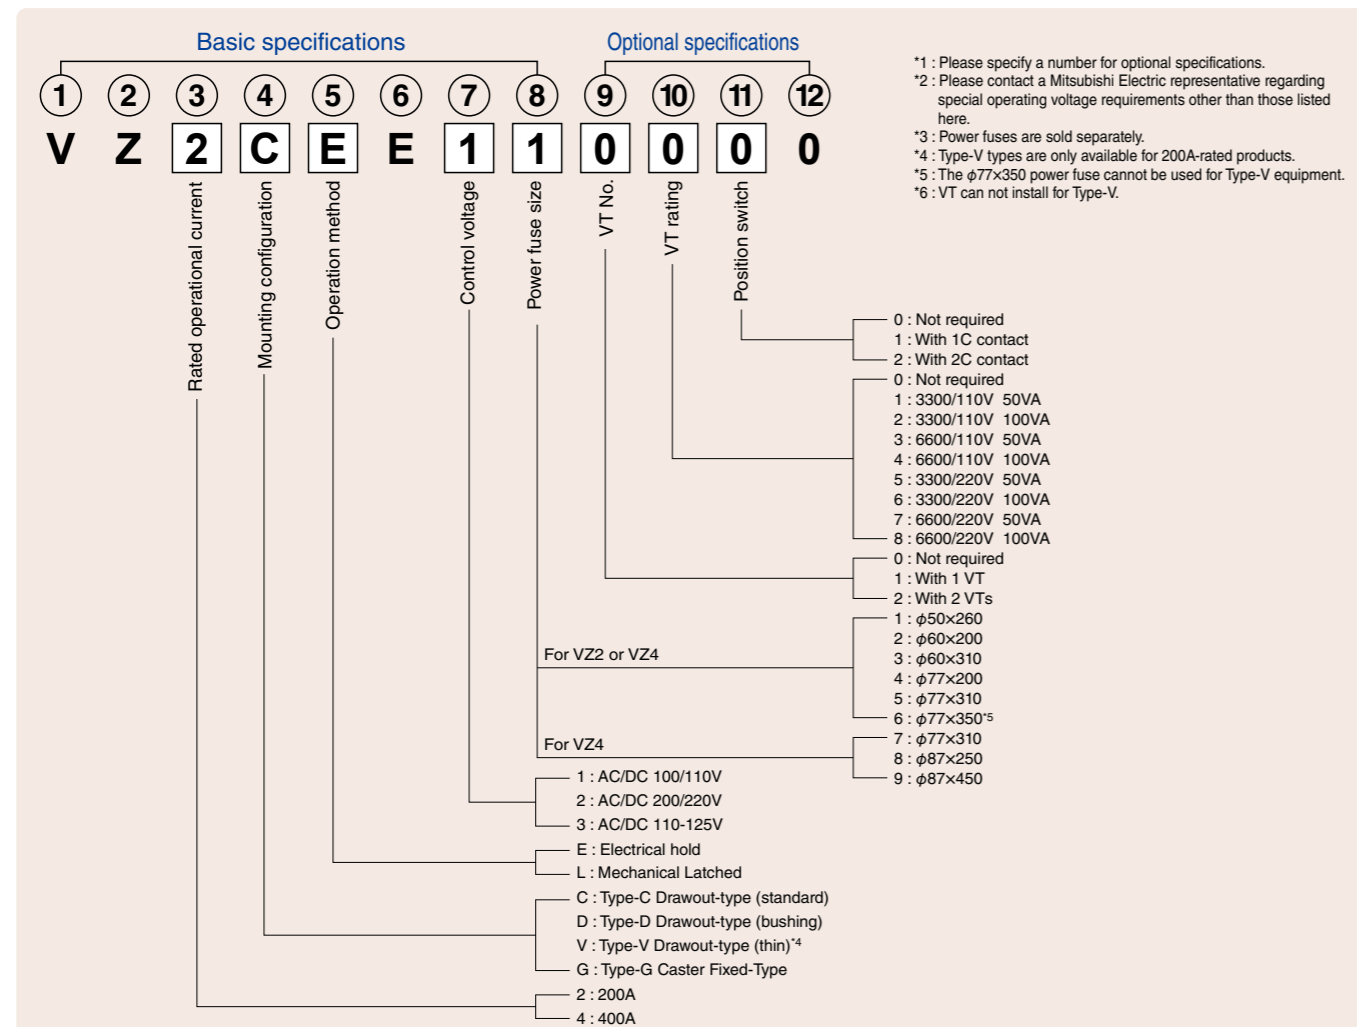 Basic specifications
Optional specifications
① ② ③ ④ ⑤ ⑥ ⑦ ⑧ ⑨ ⑩ ⑪ ⑫
V Z 2 C E E 1 1 0 0 0 0
Rated operational current
Mounting configuration
Operation method
Control voltage
Power fuse size
VT No.
VT rating
Position switch
*1 : Please specify a number for optional specifications.
*2 : Please contact a Mitsubishi Electric representative regarding
special operating voltage requirements other than those listed
here.
*3 : Power fuses are sold separately.
*4 : Type-V types are only available for 200A-rated products.
*5 : The φ77×350 power fuse cannot be used for Type-V equipment.
*6 : VT can not install for Type-V.
0 : Not required
1 : With 1C contact
2 : With 2C contact
0 : Not required
1 : 3300/110V 50VA
2 : 3300/110V 100VA
3 : 6600/110V 50VA
4 : 6600/110V 100VA
5 : 3300/220V 50VA
6 : 3300/220V 100VA
7 : 6600/220V 50VA
8 : 6600/220V 100VA
0 : Not required
1 : With 1 VT
2 : With 2 VTs
For VZ2 or VZ4
1 : φ50×260
2 : φ60×200
3 : φ60×310
4 : φ77×200
5 : φ77×310
6 : φ77×350*5
For VZ4
7 : φ77×310
8 : φ87×250
9 : φ87×450
1 : AC/DC 100/110V
2 : AC/DC 200/220V
3 : AC/DC 110-125V
E : Electrical hold
L : Mechanical Latched
C : Type-C Drawout-type (standard)
D : Type-D Drawout-type (bushing)
V : Type-V Drawout-type (thin)*4
G : Type-G Caster Fixed-Type
2 : 200A
4 : 400A